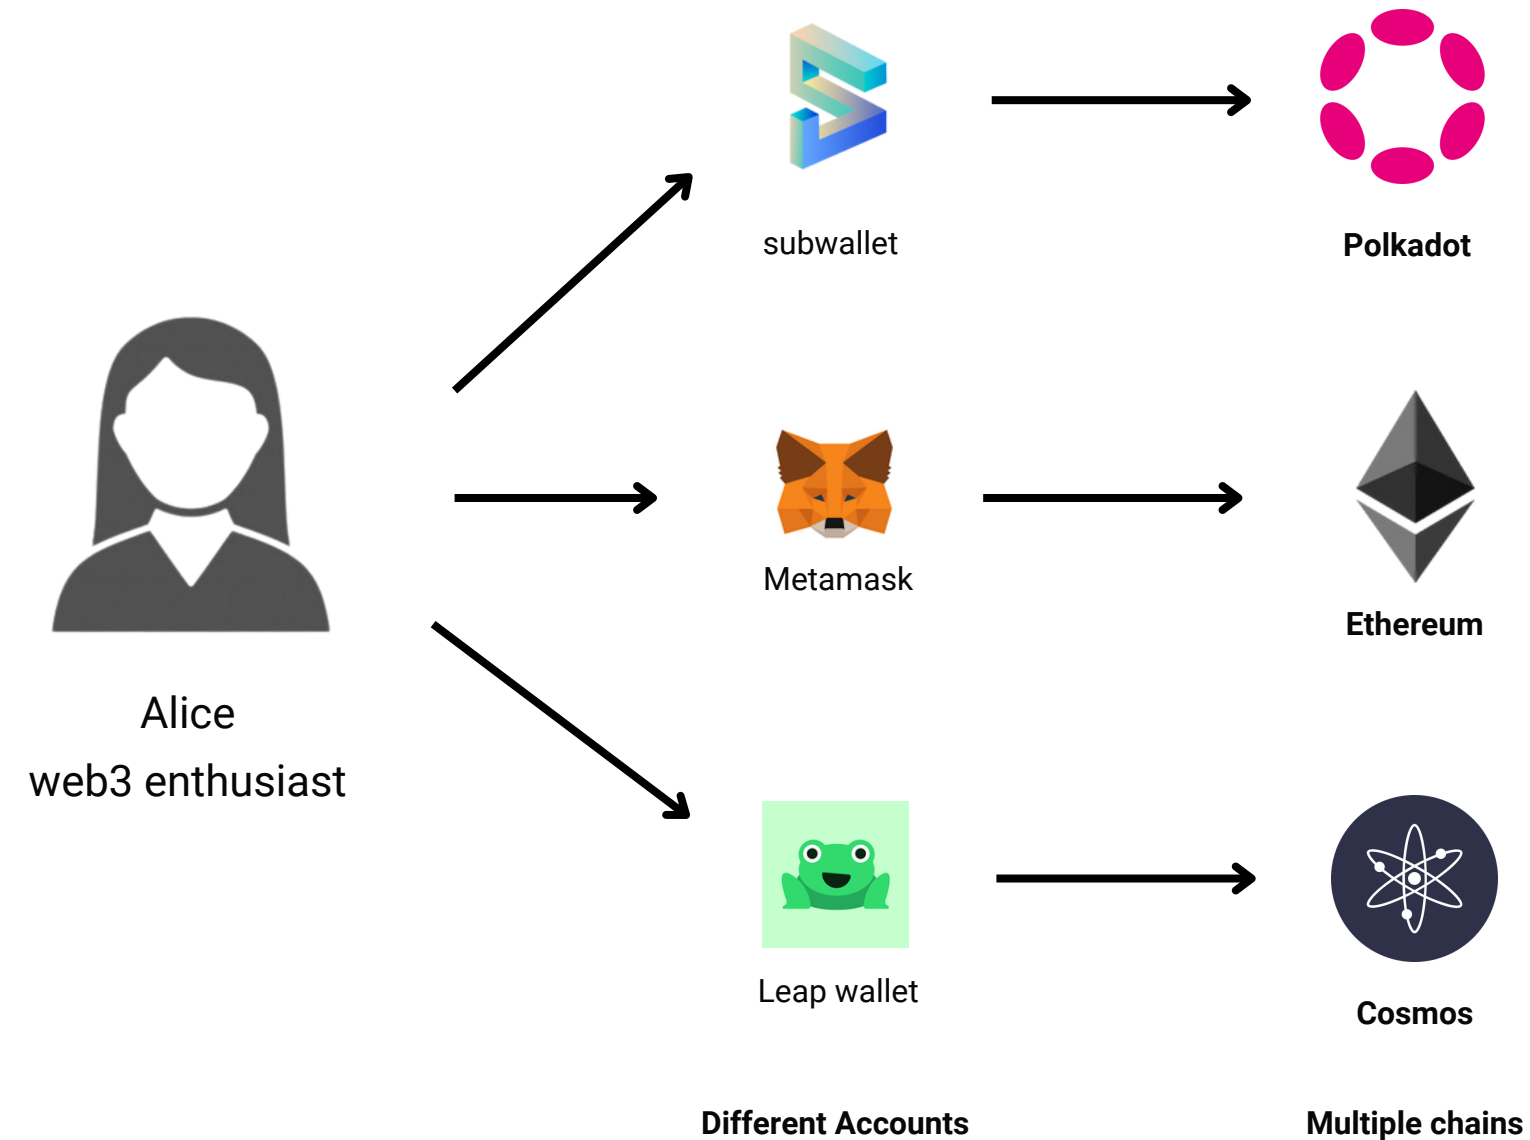 subwallet
Polkadot
Metamask
Ethereum
Alice
web3 enthusiast
Leap wallet
Cosmos
Different Accounts
Multiple chains